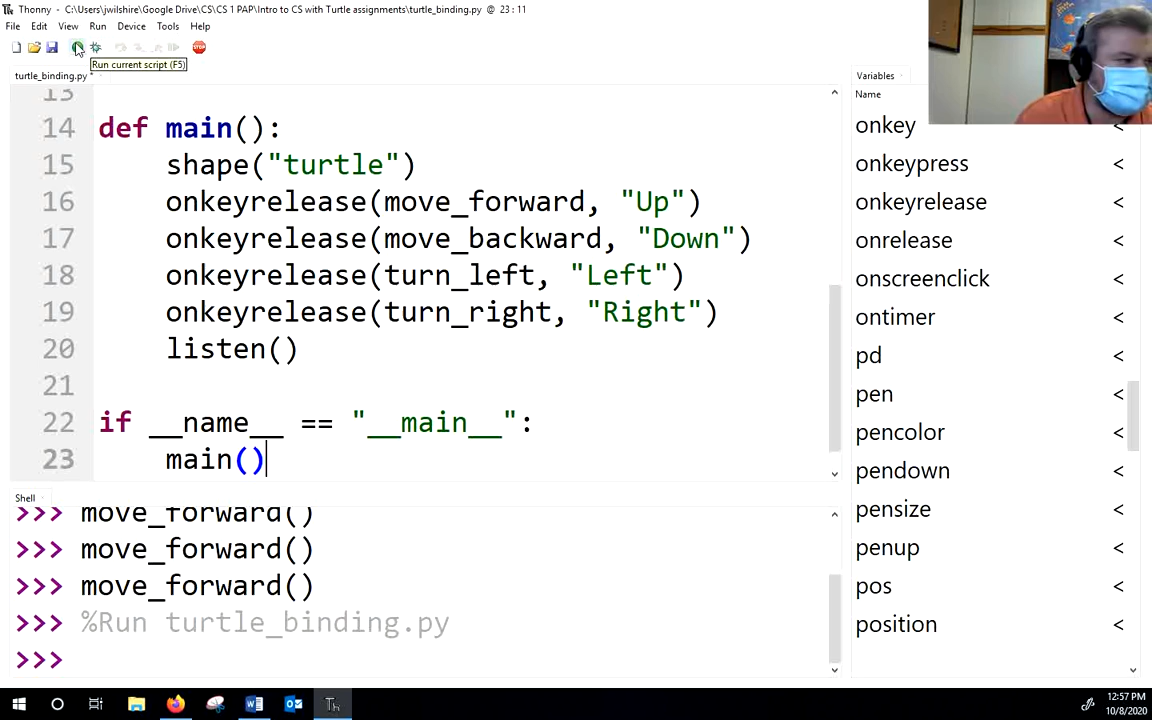 Thonny - C:\Users\jwilshire\Google Drive\CS\CS 1 PAP\Intro to CS with Turtle assignments\turtle_binding.py @ 23 : 11
File Edit View Run Device Tools Help
STOP
Run current script (F5)
turtle_binding.py *
13
14 def main():
15 shape("turtle")
16 onkeyrelease(move_forward, "Up")
17 onkeyrelease(move_backward, "Down")
18 onkeyrelease(turn_left, "Left")
19 onkeyrelease(turn_right, "Right")
20 listen()
21
22 if __name__ == "__main__":
23 main()
Shell
>>> move_forward()
>>> move_forward()
>>> move_forward()
>>> %Run turtle_binding.py
>>>
Variables
Name
onkey <
onkeypress <
onkeyrelease <
onrelease <
onscreenclick <
ontimer <
pd <
pen <
pencolor <
pendown <
pensize <
penup <
pos <
position <
12:57 PM
10/8/2020